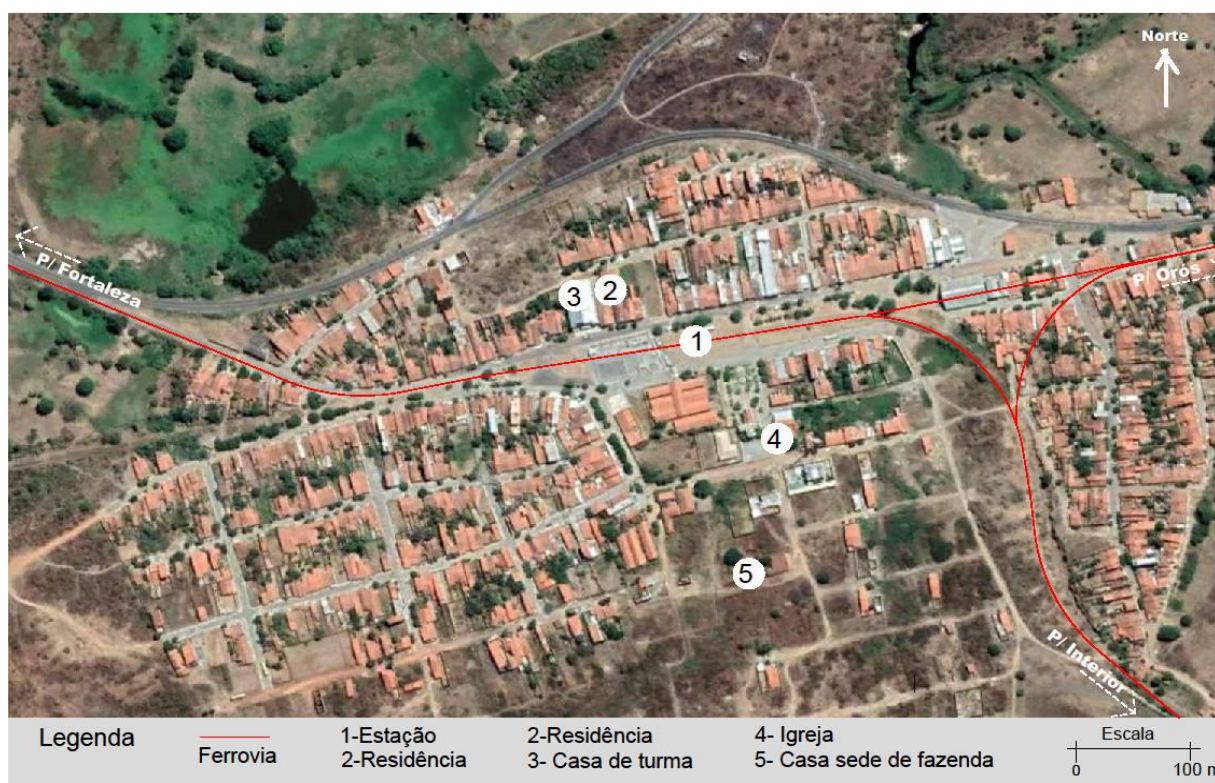 Norte
P/ Fortaleza
P/ Orós
3
2
1
4
5
P/ Interior
Legenda
Ferrovia
1-Estação
2-Residência
2-Residência
3- Casa de turma
4- Igreja
5- Casa sede de fazenda
Escala
0
100 m